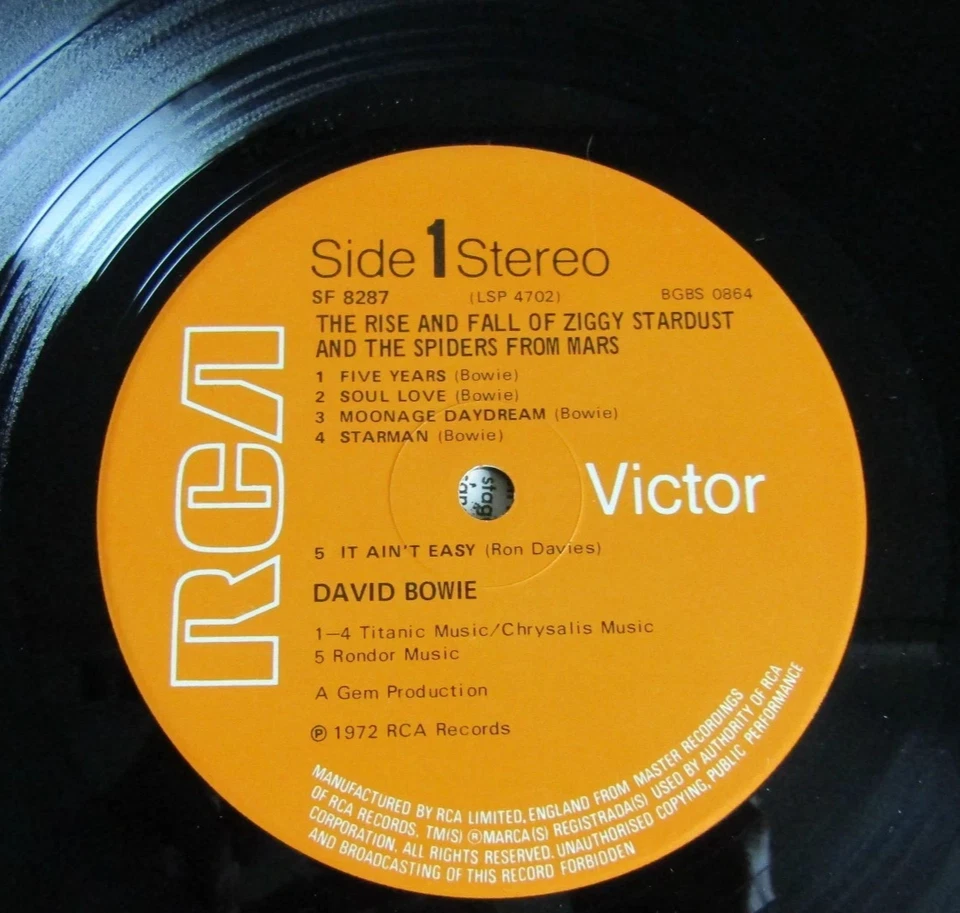 Side 1 Stereo
SF 8287 (LSP 4702) BGBS 0864
THE RISE AND FALL OF ZIGGY STARDUST
AND THE SPIDERS FROM MARS
1 FIVE YEARS (Bowie)
2 SOUL LOVE (Bowie)
3 MOONAGE DAYDREAM (Bowie)
4 STARMAN (Bowie)
RCA
Victor
5 IT AIN'T EASY (Ron Davies)
DAVID BOWIE
1–4 Titanic Music/Chrysalis Music
5 Rondor Music
A Gem Production
℗ 1972 RCA Records
MANUFACTURED BY RCA LIMITED, ENGLAND FROM MASTER RECORDINGS
OF RCA RECORDS. TM(S) ® MARCA(S) REGISTRADA(S) USED BY AUTHORITY OF RCA
CORPORATION. ALL RIGHTS RESERVED. UNAUTHORISED COPYING, PUBLIC PERFORMANCE
AND BROADCASTING OF THIS RECORD FORBIDDEN